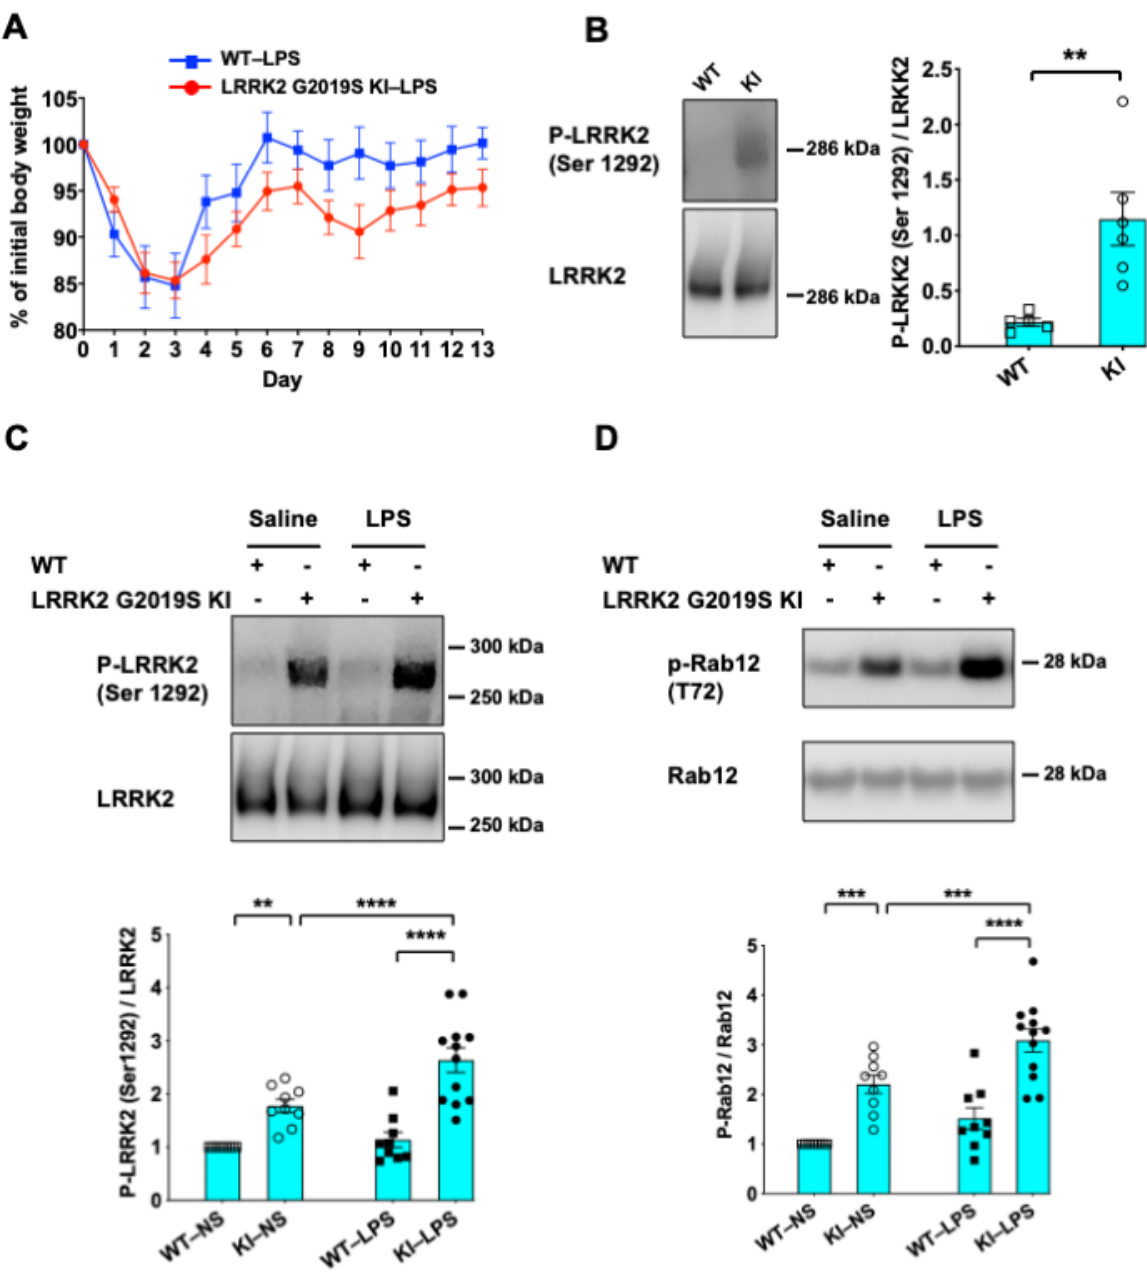 A
WT–LPS
LRRK2 G2019S KI–LPS
% of initial body weight
105
100
95
90
85
80
0 1 2 3 4 5 6 7 8 9 10 11 12 13
Day
B
WT KI
P-LRRK2
(Ser 1292)
286 kDa
LRRK2
286 kDa
P-LRKK2 (Ser 1292) / LRKK2
**
2.5
2.0
1.5
1.0
0.5
0.0
WT KI
C
Saline LPS
WT + - + -
LRRK2 G2019S KI - + - +
P-LRRK2
(Ser 1292)
300 kDa
250 kDa
LRRK2
300 kDa
250 kDa
** ****
****
P-LRRK2 (Ser1292) / LRRK2
5
4
3
2
1
0
WT–NS KI–NS WT–LPS KI–LPS
D
Saline LPS
WT + - + -
LRRK2 G2019S KI - + - +
p-Rab12
(T72)
28 kDa
Rab12
28 kDa
*** ***
****
P-Rab12 / Rab12
5
4
3
2
1
0
WT–NS KI–NS WT–LPS KI–LPS